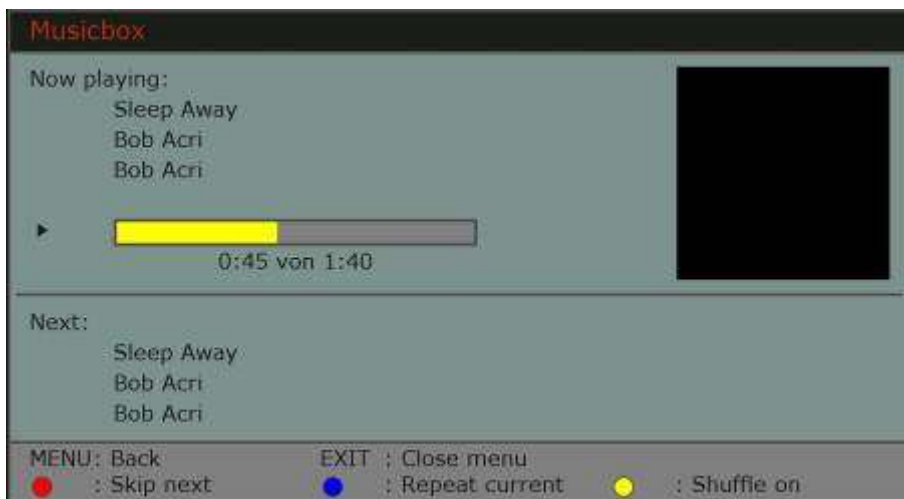 Musicbox
Now playing:
Sleep Away
Bob Acri
Bob Acri
0:45 von 1:40
Next:
Sleep Away
Bob Acri
Bob Acri
MENU: Back EXIT : Close menu
: Skip next : Repeat current : Shuffle on